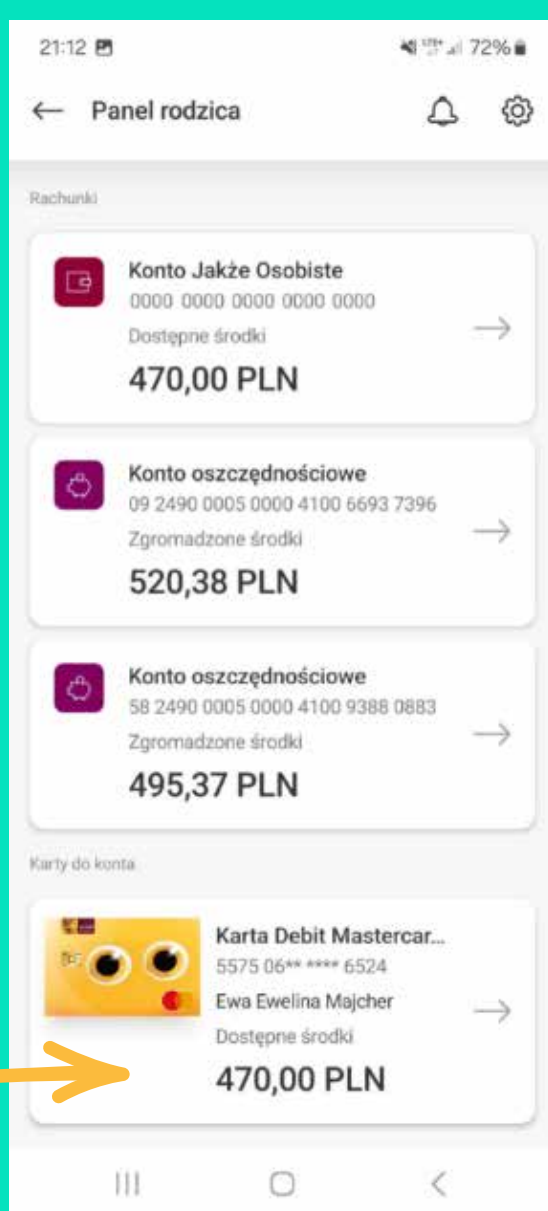 21:12
72%
Panel rodzica
Rachunki
Konto Jakże Osobiste
0000 0000 0000 0000 0000
Dostępne środki
470,00 PLN
Konto oszczędnościowe
09 2490 0005 0000 4100 6693 7396
Zgromadzone środki
520,38 PLN
Konto oszczędnościowe
58 2490 0005 0000 4100 9388 0883
Zgromadzone środki
495,37 PLN
Karty do konta
Karta Debit Mastercar...
5575 06** **** 6524
Ewa Ewelina Majcher
Dostępne środki
470,00 PLN